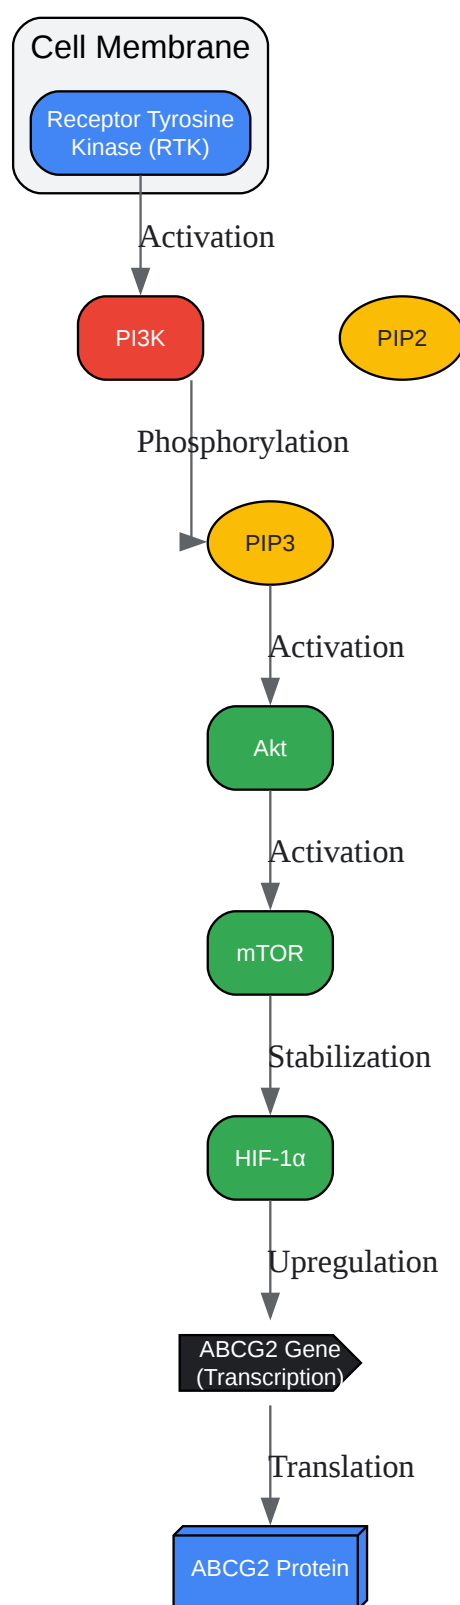 Cell Membrane
Receptor Tyrosine
Kinase (RTK)
Activation
PI3K
PIP2
Phosphorylation
PIP3
Activation
Akt
Activation
mTOR
Stabilization
HIF-1α
Upregulation
ABCG2 Gene
(Transcription)
Translation
ABCG2 Protein